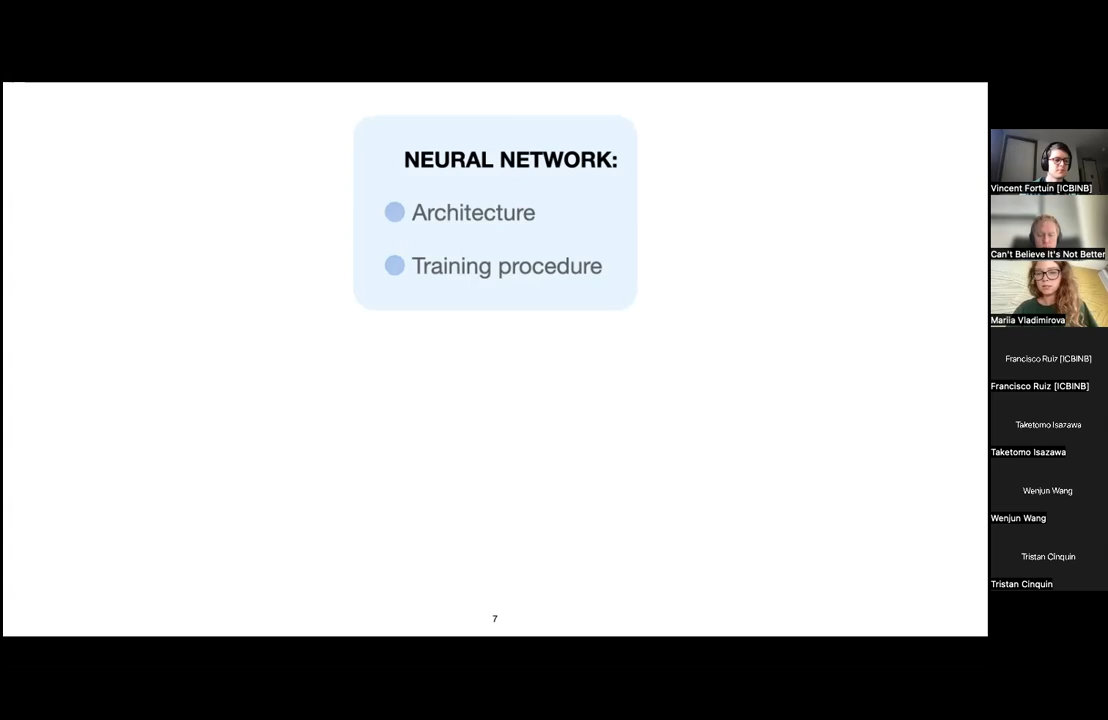 NEURAL NETWORK:
Architecture
Training procedure
7
Vincent Fortuin [ICBINB]
Can't Believe It's Not Better
Mariia Vladimirova
Francisco Ruiz [ICBINB]
Francisco Ruiz [ICBINB]
Taketomo Isazawa
Taketomo Isazawa
Wenjun Wang
Wenjun Wang
Tristan Cinquin
Tristan Cinquin